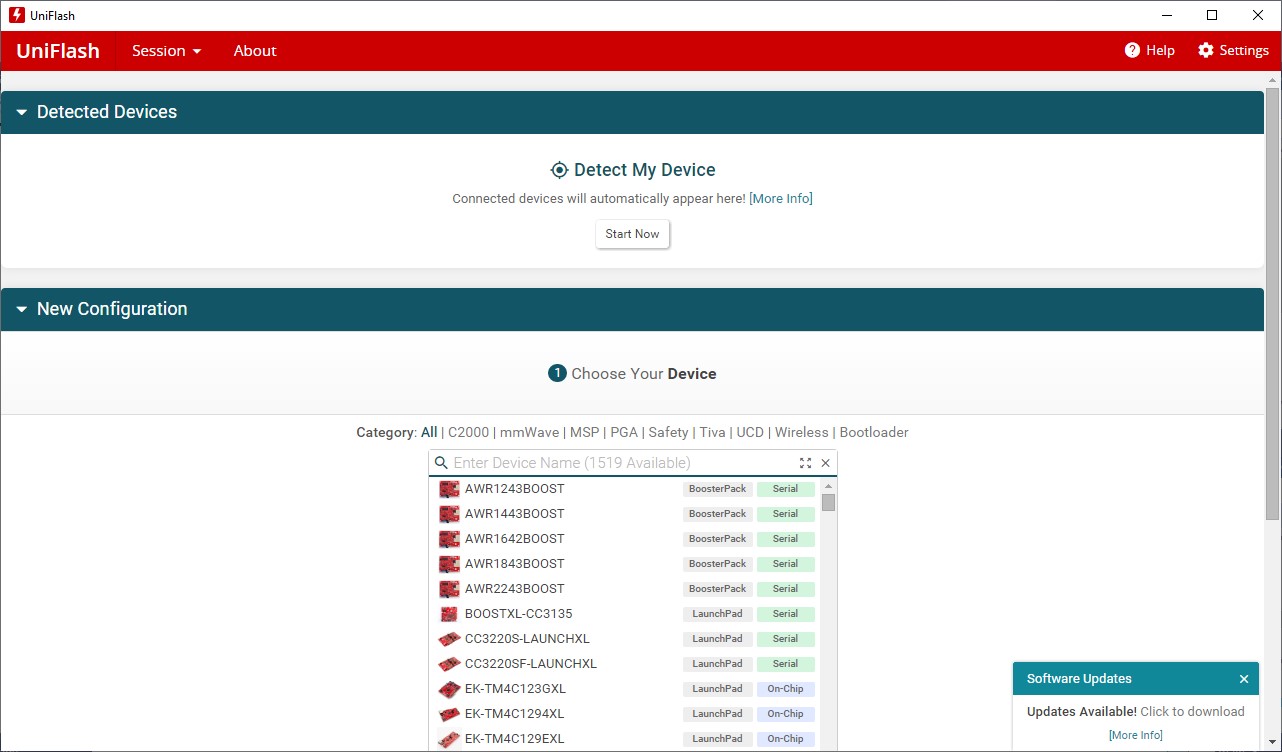 UniFlash
UniFlash Session About Help Settings
Detected Devices
Detect My Device
Connected devices will automatically appear here! [More Info]
Start Now
New Configuration
1 Choose Your Device
Category: All | C2000 | mmWave | MSP | PGA | Safety | Tiva | UCD | Wireless | Bootloader
Enter Device Name (1519 Available)
AWR1243BOOST BoosterPack Serial
AWR1443BOOST BoosterPack Serial
AWR1642BOOST BoosterPack Serial
AWR1843BOOST BoosterPack Serial
AWR2243BOOST BoosterPack Serial
BOOSTXL-CC3135 LaunchPad Serial
CC3220S-LAUNCHXL LaunchPad Serial
CC3220SF-LAUNCHXL LaunchPad Serial
EK-TM4C123GXL LaunchPad On-Chip
EK-TM4C1294XL LaunchPad On-Chip
EK-TM4C129EXL LaunchPad On-Chip
Software Updates
Updates Available! Click to download
[More Info]